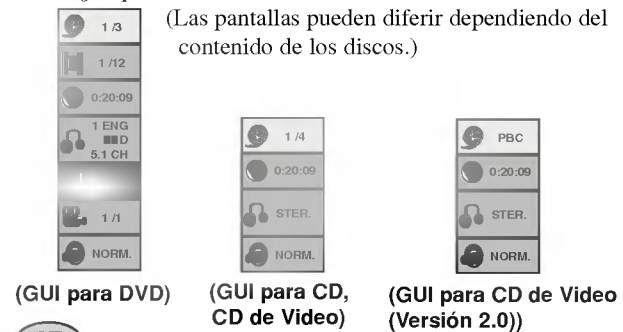 (Las pantallas pueden diferir dependiendo del
contenido de los discos.)
1 /3
1 /12
0:20:09
1 ENG
D
5.1 CH
1 /1
NORM.
(GUI para DVD)
1 /4
0:20:09
STER.
NORM.
(GUI para CD,
CD de Video)
PBC
0:20:09
STER.
NORM.
(GUI para CD de Video
(Versión 2.0))